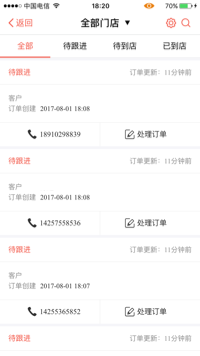 中国电信 18:20 70%
返回 全部门店 ▼
全部 待跟进 待到店 已到店
待跟进 订单更新：11分钟前
客户
订单创建 2017-08-01 18:08
18910298839 处理订单
待跟进 订单更新：11分钟前
客户
订单创建 2017-08-01 18:08
14257558536 处理订单
待跟进 订单更新：11分钟前
客户
订单创建 2017-08-01 18:07
14255365852 处理订单
待跟进 订单更新：11分钟前